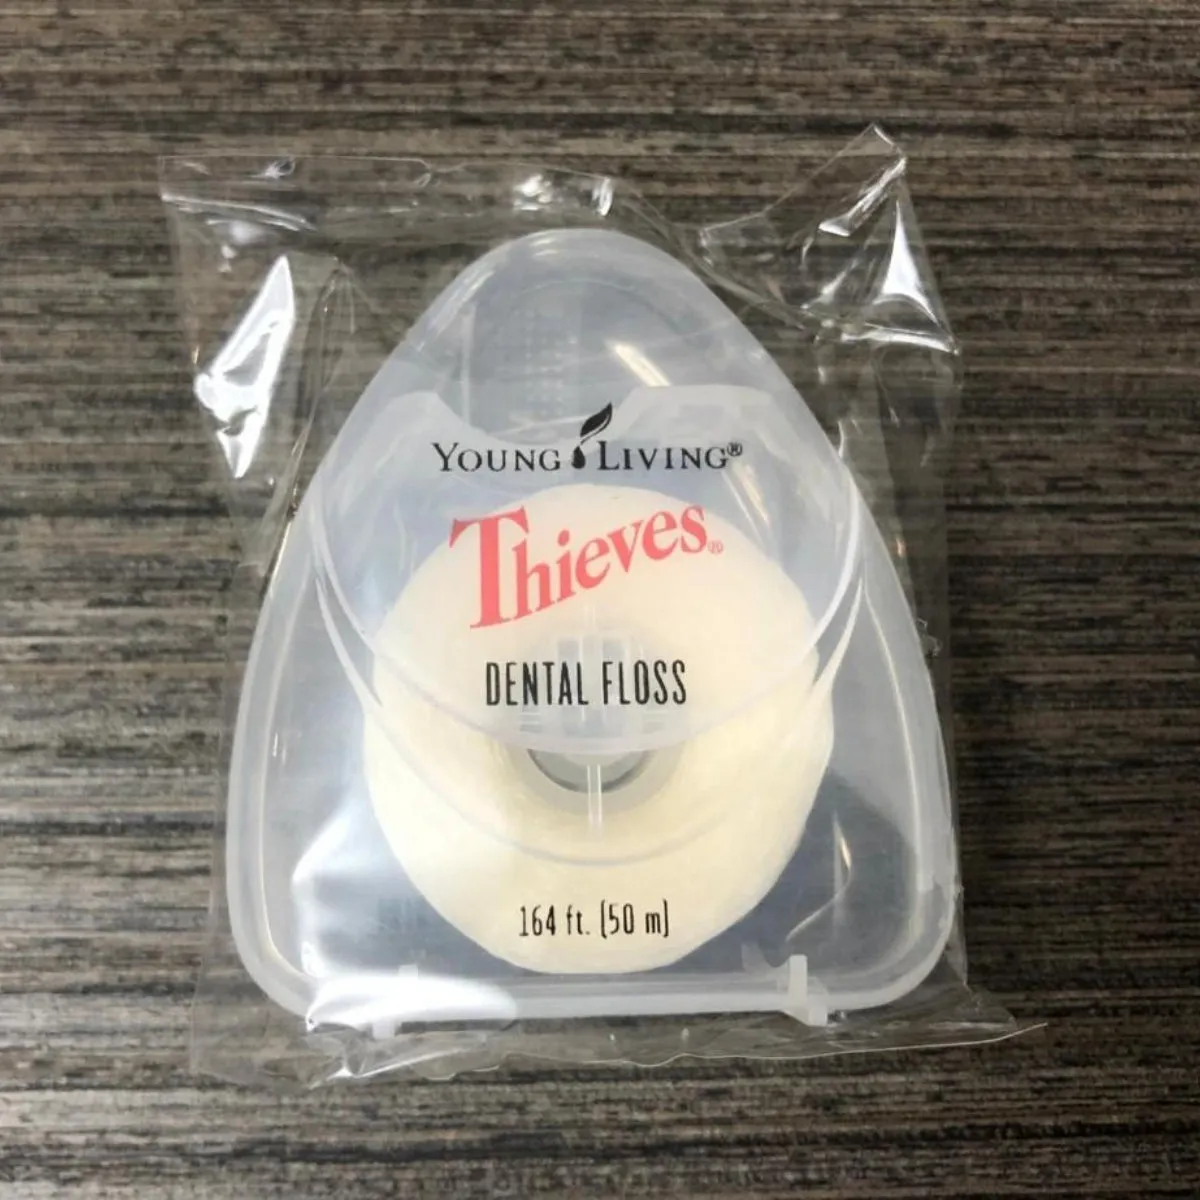 YOUNG LIVING®
Thieves®
DENTAL FLOSS
164 ft. (50 m)